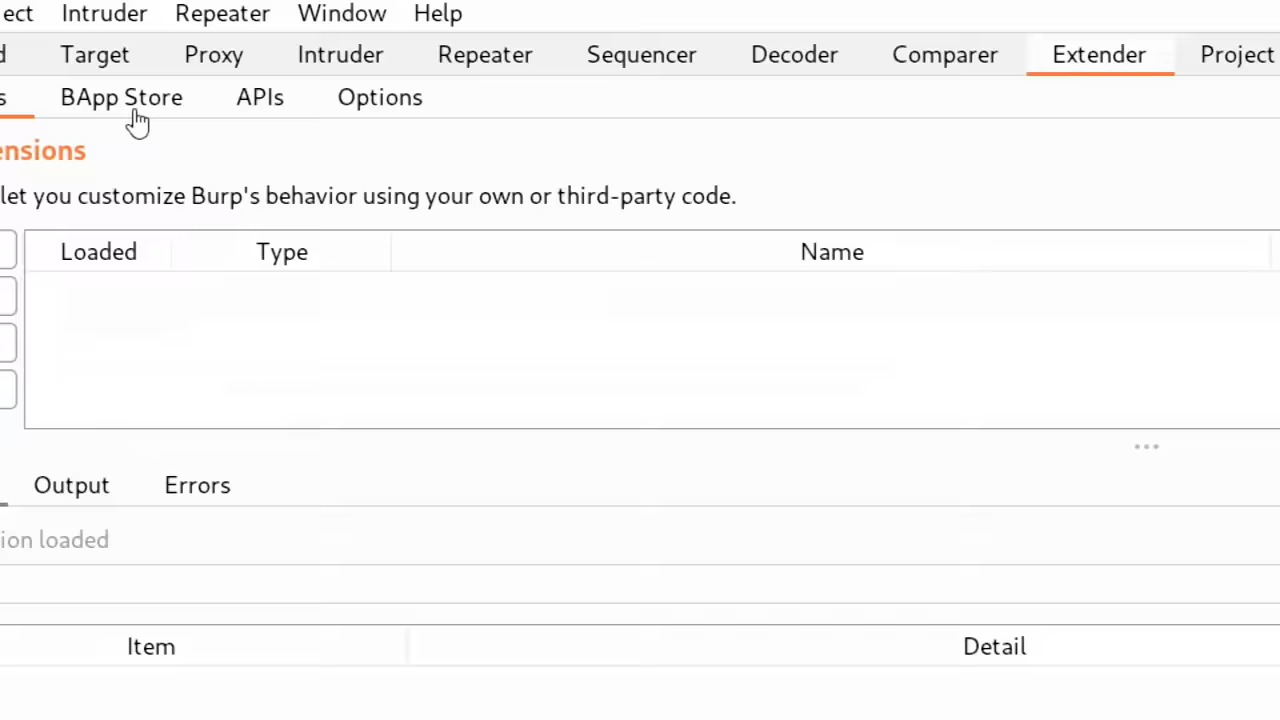 ect Intruder Repeater Window Help
d Target Proxy Intruder Repeater Sequencer Decoder Comparer Extender Project
s BApp Store APIs Options
ensions
let you customize Burp's behavior using your own or third-party code.
Loaded Type Name
Output Errors
ion loaded
Item Detail